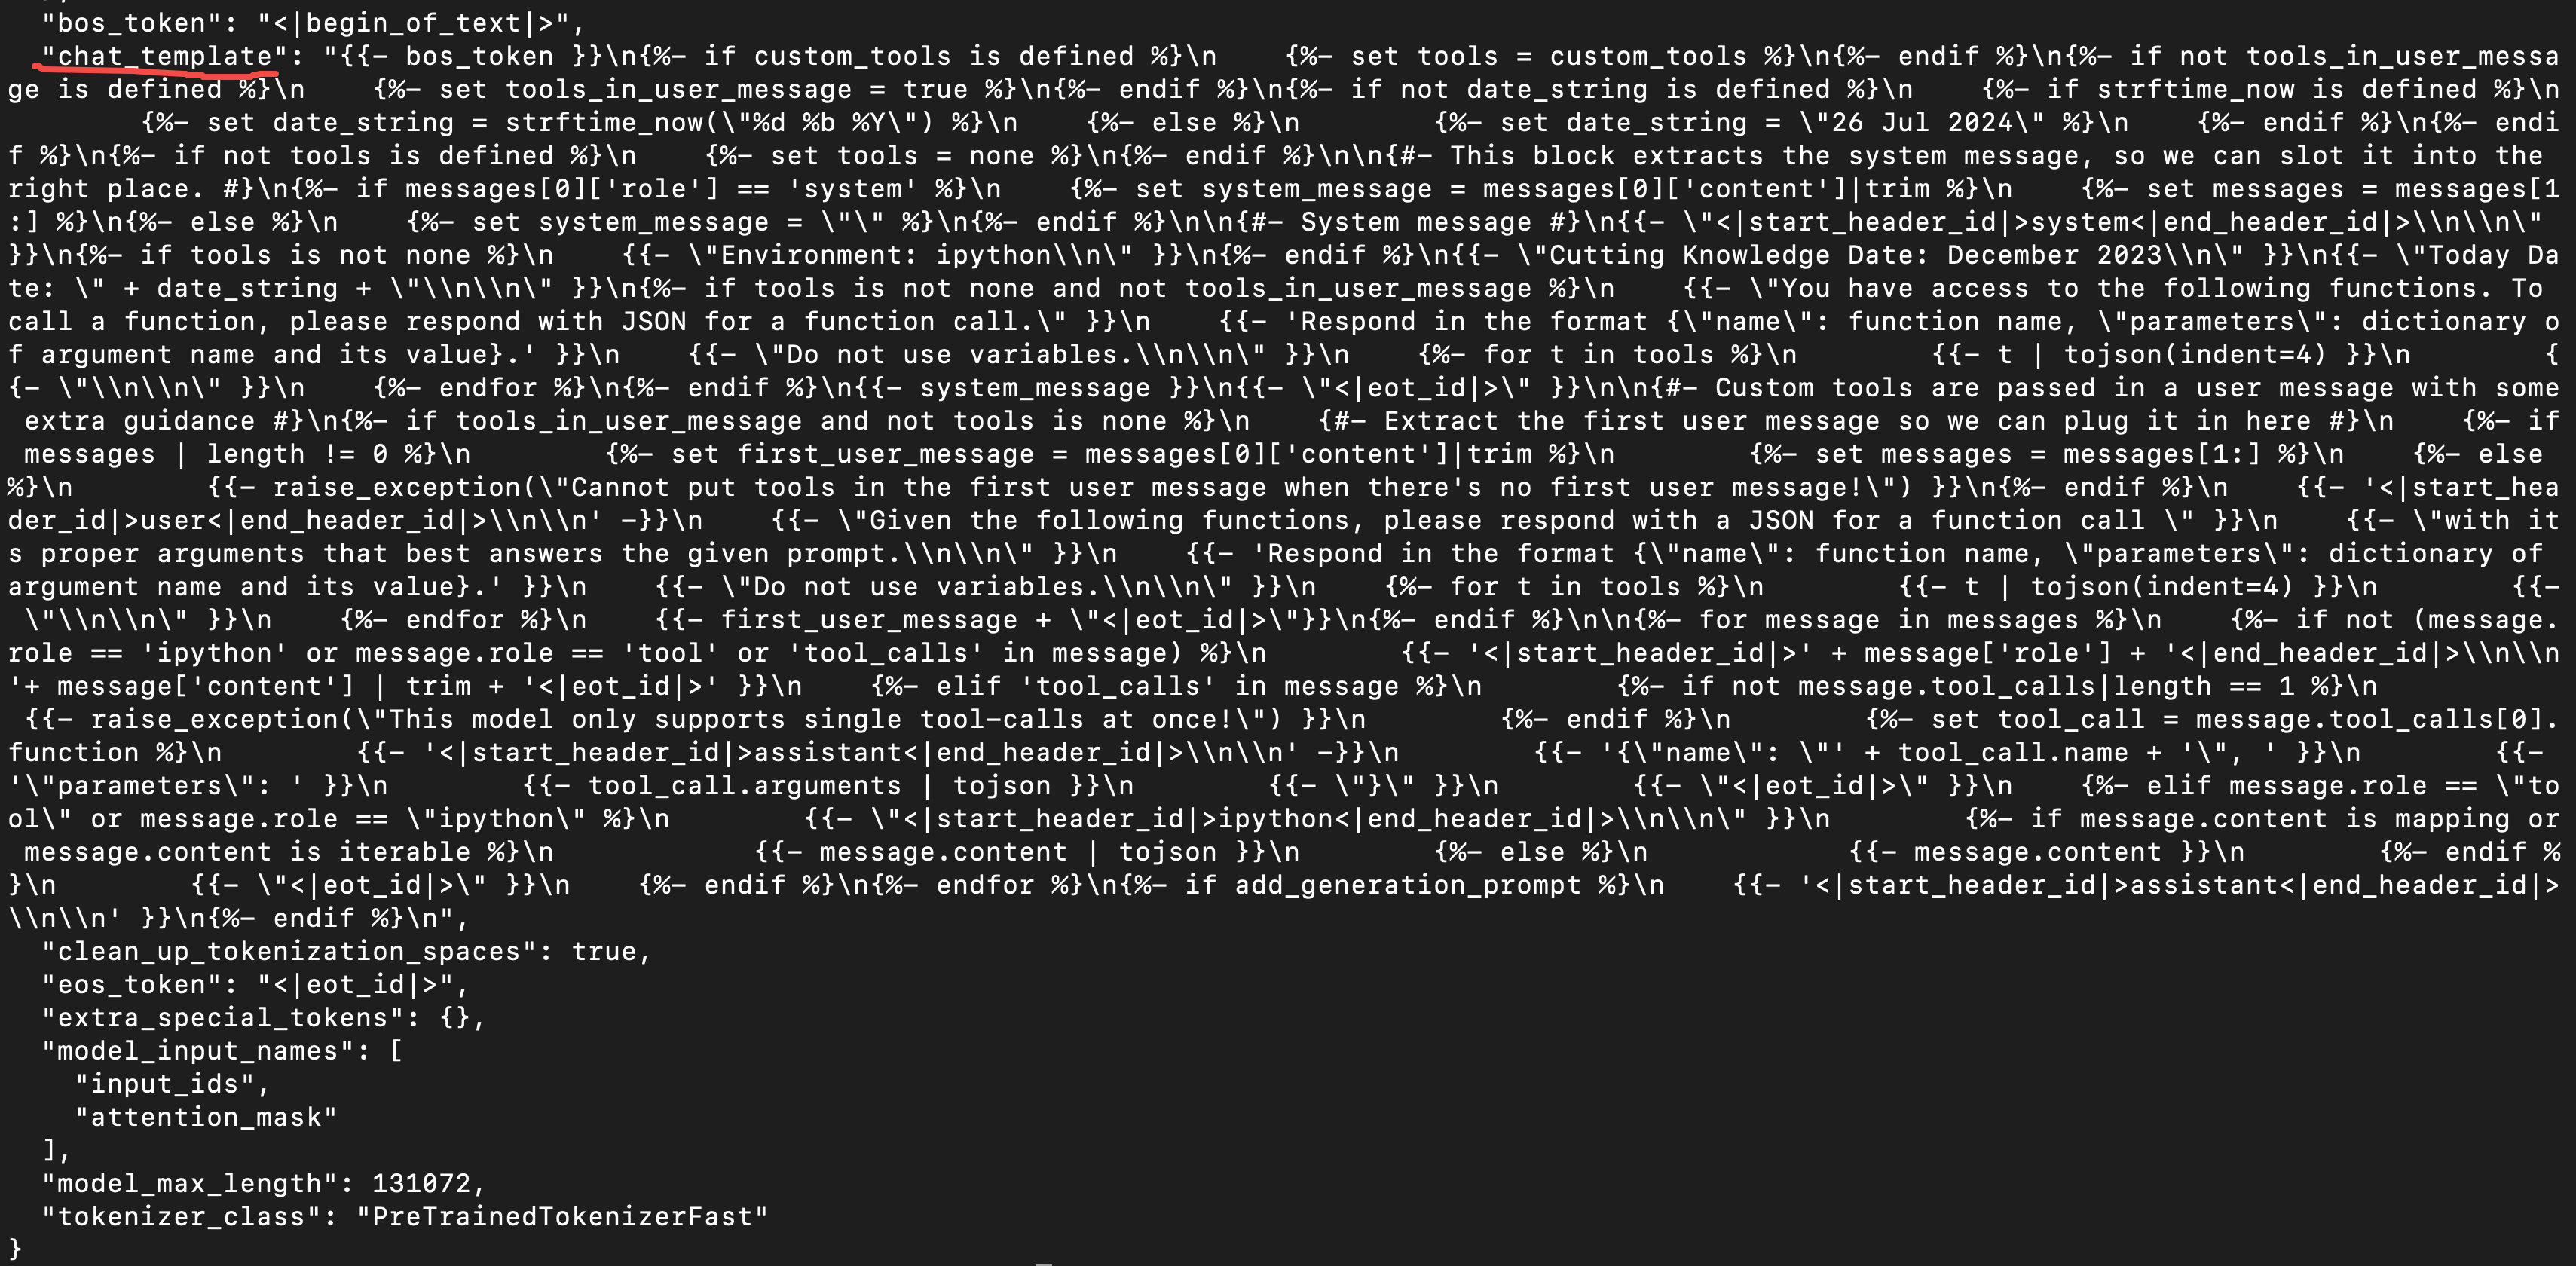 "bos_token": "<|begin_of_text|>",
  "chat_template": "{{- bos_token }}\n{%- if custom_tools is defined %}\n    {%- set tools = custom_tools %}\n{%- endif %}\n{%- if not tools_in_user_messa
ge is defined %}\n    {%- set tools_in_user_message = true %}\n{%- endif %}\n{%- if not date_string is defined %}\n    {%- if strftime_now is defined %}\n
        {%- set date_string = strftime_now(\"%d %b %Y\") %}\n    {%- else %}\n        {%- set date_string = \"26 Jul 2024\" %}\n    {%- endif %}\n{%- endi
f %}\n{%- if not tools is defined %}\n    {%- set tools = none %}\n{%- endif %}\n\n{#- This block extracts the system message, so we can slot it into the
right place. #}\n{%- if messages[0]['role'] == 'system' %}\n    {%- set system_message = messages[0]['content']|trim %}\n    {%- set messages = messages[1
:] %}\n{%- else %}\n    {%- set system_message = \"\" %}\n{%- endif %}\n\n{#- System message #}\n{{- \"<|start_header_id|>system<|end_header_id|>\\n\\n\"
}}\n{%- if tools is not none %}\n    {{- \"Environment: ipython\\n\" }}\n{%- endif %}\n{{- \"Cutting Knowledge Date: December 2023\\n\" }}\n{{- \"Today Da
te: \" + date_string + \"\\n\\n\" }}\n{%- if tools is not none and not tools_in_user_message %}\n    {{- \"You have access to the following functions. To
call a function, please respond with JSON for a function call.\" }}\n    {{- 'Respond in the format {\"name\": function name, \"parameters\": dictionary o
f argument name and its value}.' }}\n    {{- \"Do not use variables.\\n\\n\" }}\n    {%- for t in tools %}\n        {{- t | tojson(indent=4) }}\n        {
{- \"\\n\\n\" }}\n    {%- endfor %}\n{%- endif %}\n{{- system_message }}\n{{- \"<|eot_id|>\" }}\n\n{#- Custom tools are passed in a user message with some
 extra guidance #}\n{%- if tools_in_user_message and not tools is none %}\n    {#- Extract the first user message so we can plug it in here #}\n    {%- if
 messages | length != 0 %}\n        {%- set first_user_message = messages[0]['content']|trim %}\n        {%- set messages = messages[1:] %}\n    {%- else
%}\n        {{- raise_exception(\"Cannot put tools in the first user message when there's no first user message!\") }}\n{%- endif %}\n    {{- '<|start_hea
der_id|>user<|end_header_id|>\\n\\n' -}}\n    {{- \"Given the following functions, please respond with a JSON for a function call \" }}\n    {{- \"with it
s proper arguments that best answers the given prompt.\\n\\n\" }}\n    {{- 'Respond in the format {\"name\": function name, \"parameters\": dictionary of
argument name and its value}.' }}\n    {{- \"Do not use variables.\\n\\n\" }}\n    {%- for t in tools %}\n        {{- t | tojson(indent=4) }}\n        {{-
 \"\\n\\n\" }}\n    {%- endfor %}\n    {{- first_user_message + \"<|eot_id|>\"}}\n{%- endif %}\n\n{%- for message in messages %}\n    {%- if not (message.
role == 'ipython' or message.role == 'tool' or 'tool_calls' in message) %}\n        {{- '<|start_header_id|>' + message['role'] + '<|end_header_id|>\\n\\n
'+ message['content'] | trim + '<|eot_id|>' }}\n    {%- elif 'tool_calls' in message %}\n        {%- if not message.tool_calls|length == 1 %}\n
 {{- raise_exception(\"This model only supports single tool-calls at once!\") }}\n        {%- endif %}\n        {%- set tool_call = message.tool_calls[0].
function %}\n        {{- '<|start_header_id|>assistant<|end_header_id|>\\n\\n' -}}\n        {{- '{\"name\": \"' + tool_call.name + '\", ' }}\n        {{-
'\"parameters\": ' }}\n        {{- tool_call.arguments | tojson }}\n        {{- \"}\" }}\n        {{- \"<|eot_id|>\" }}\n    {%- elif message.role == \"to
ol\" or message.role == \"ipython\" %}\n        {{- \"<|start_header_id|>ipython<|end_header_id|>\\n\\n\" }}\n        {%- if message.content is mapping or
 message.content is iterable %}\n            {{- message.content | tojson }}\n        {%- else %}\n            {{- message.content }}\n        {%- endif %
}\n        {{- \"<|eot_id|>\" }}\n    {%- endif %}\n{%- endfor %}\n{%- if add_generation_prompt %}\n    {{- '<|start_header_id|>assistant<|end_header_id|>
\\n\\n' }}\n{%- endif %}\n",
  "clean_up_tokenization_spaces": true,
  "eos_token": "<|eot_id|>",
  "extra_special_tokens": {},
  "model_input_names": [
    "input_ids",
    "attention_mask"
  ],
  "model_max_length": 131072,
  "tokenizer_class": "PreTrainedTokenizerFast"
}